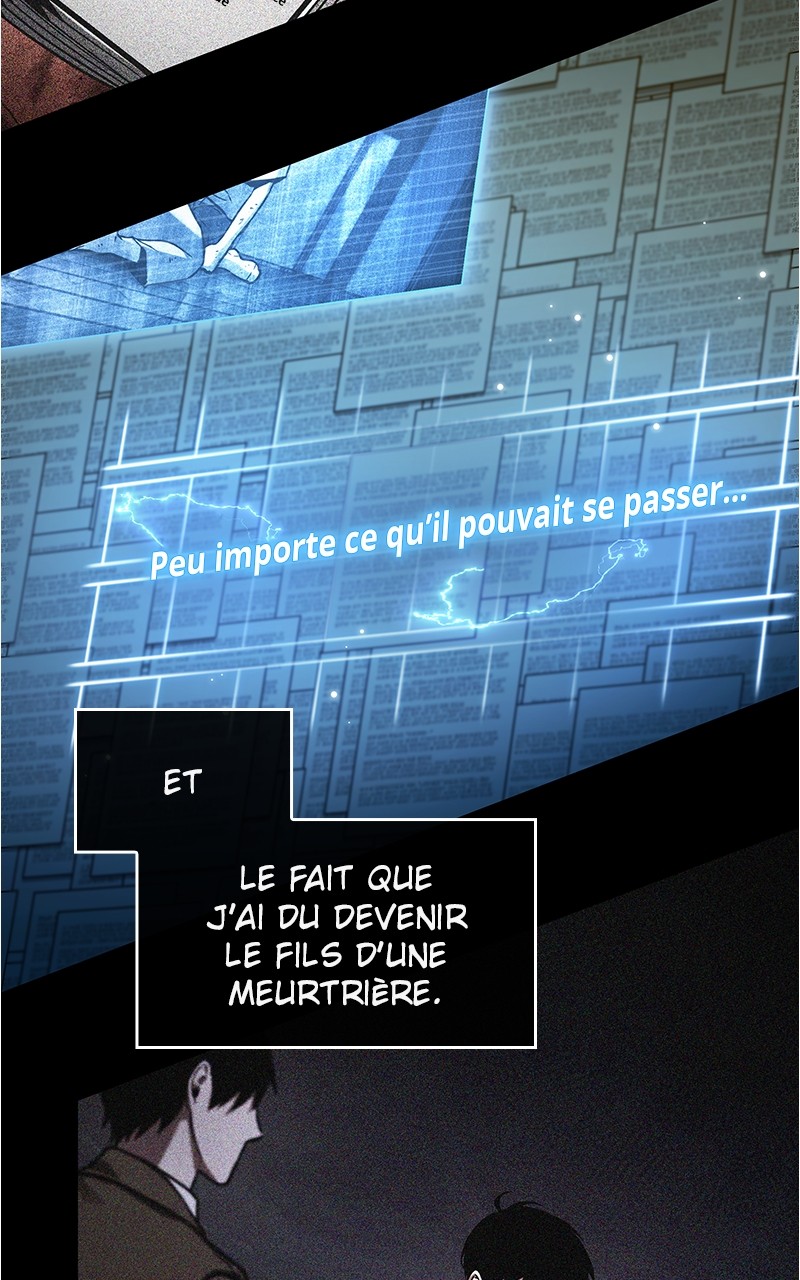 Peu importe ce qu'il pouvait se passer...
ET
LE FAIT QUE
J'AI DU DEVENIR
LE FILS D'UNE
MEURTRIÈRE.